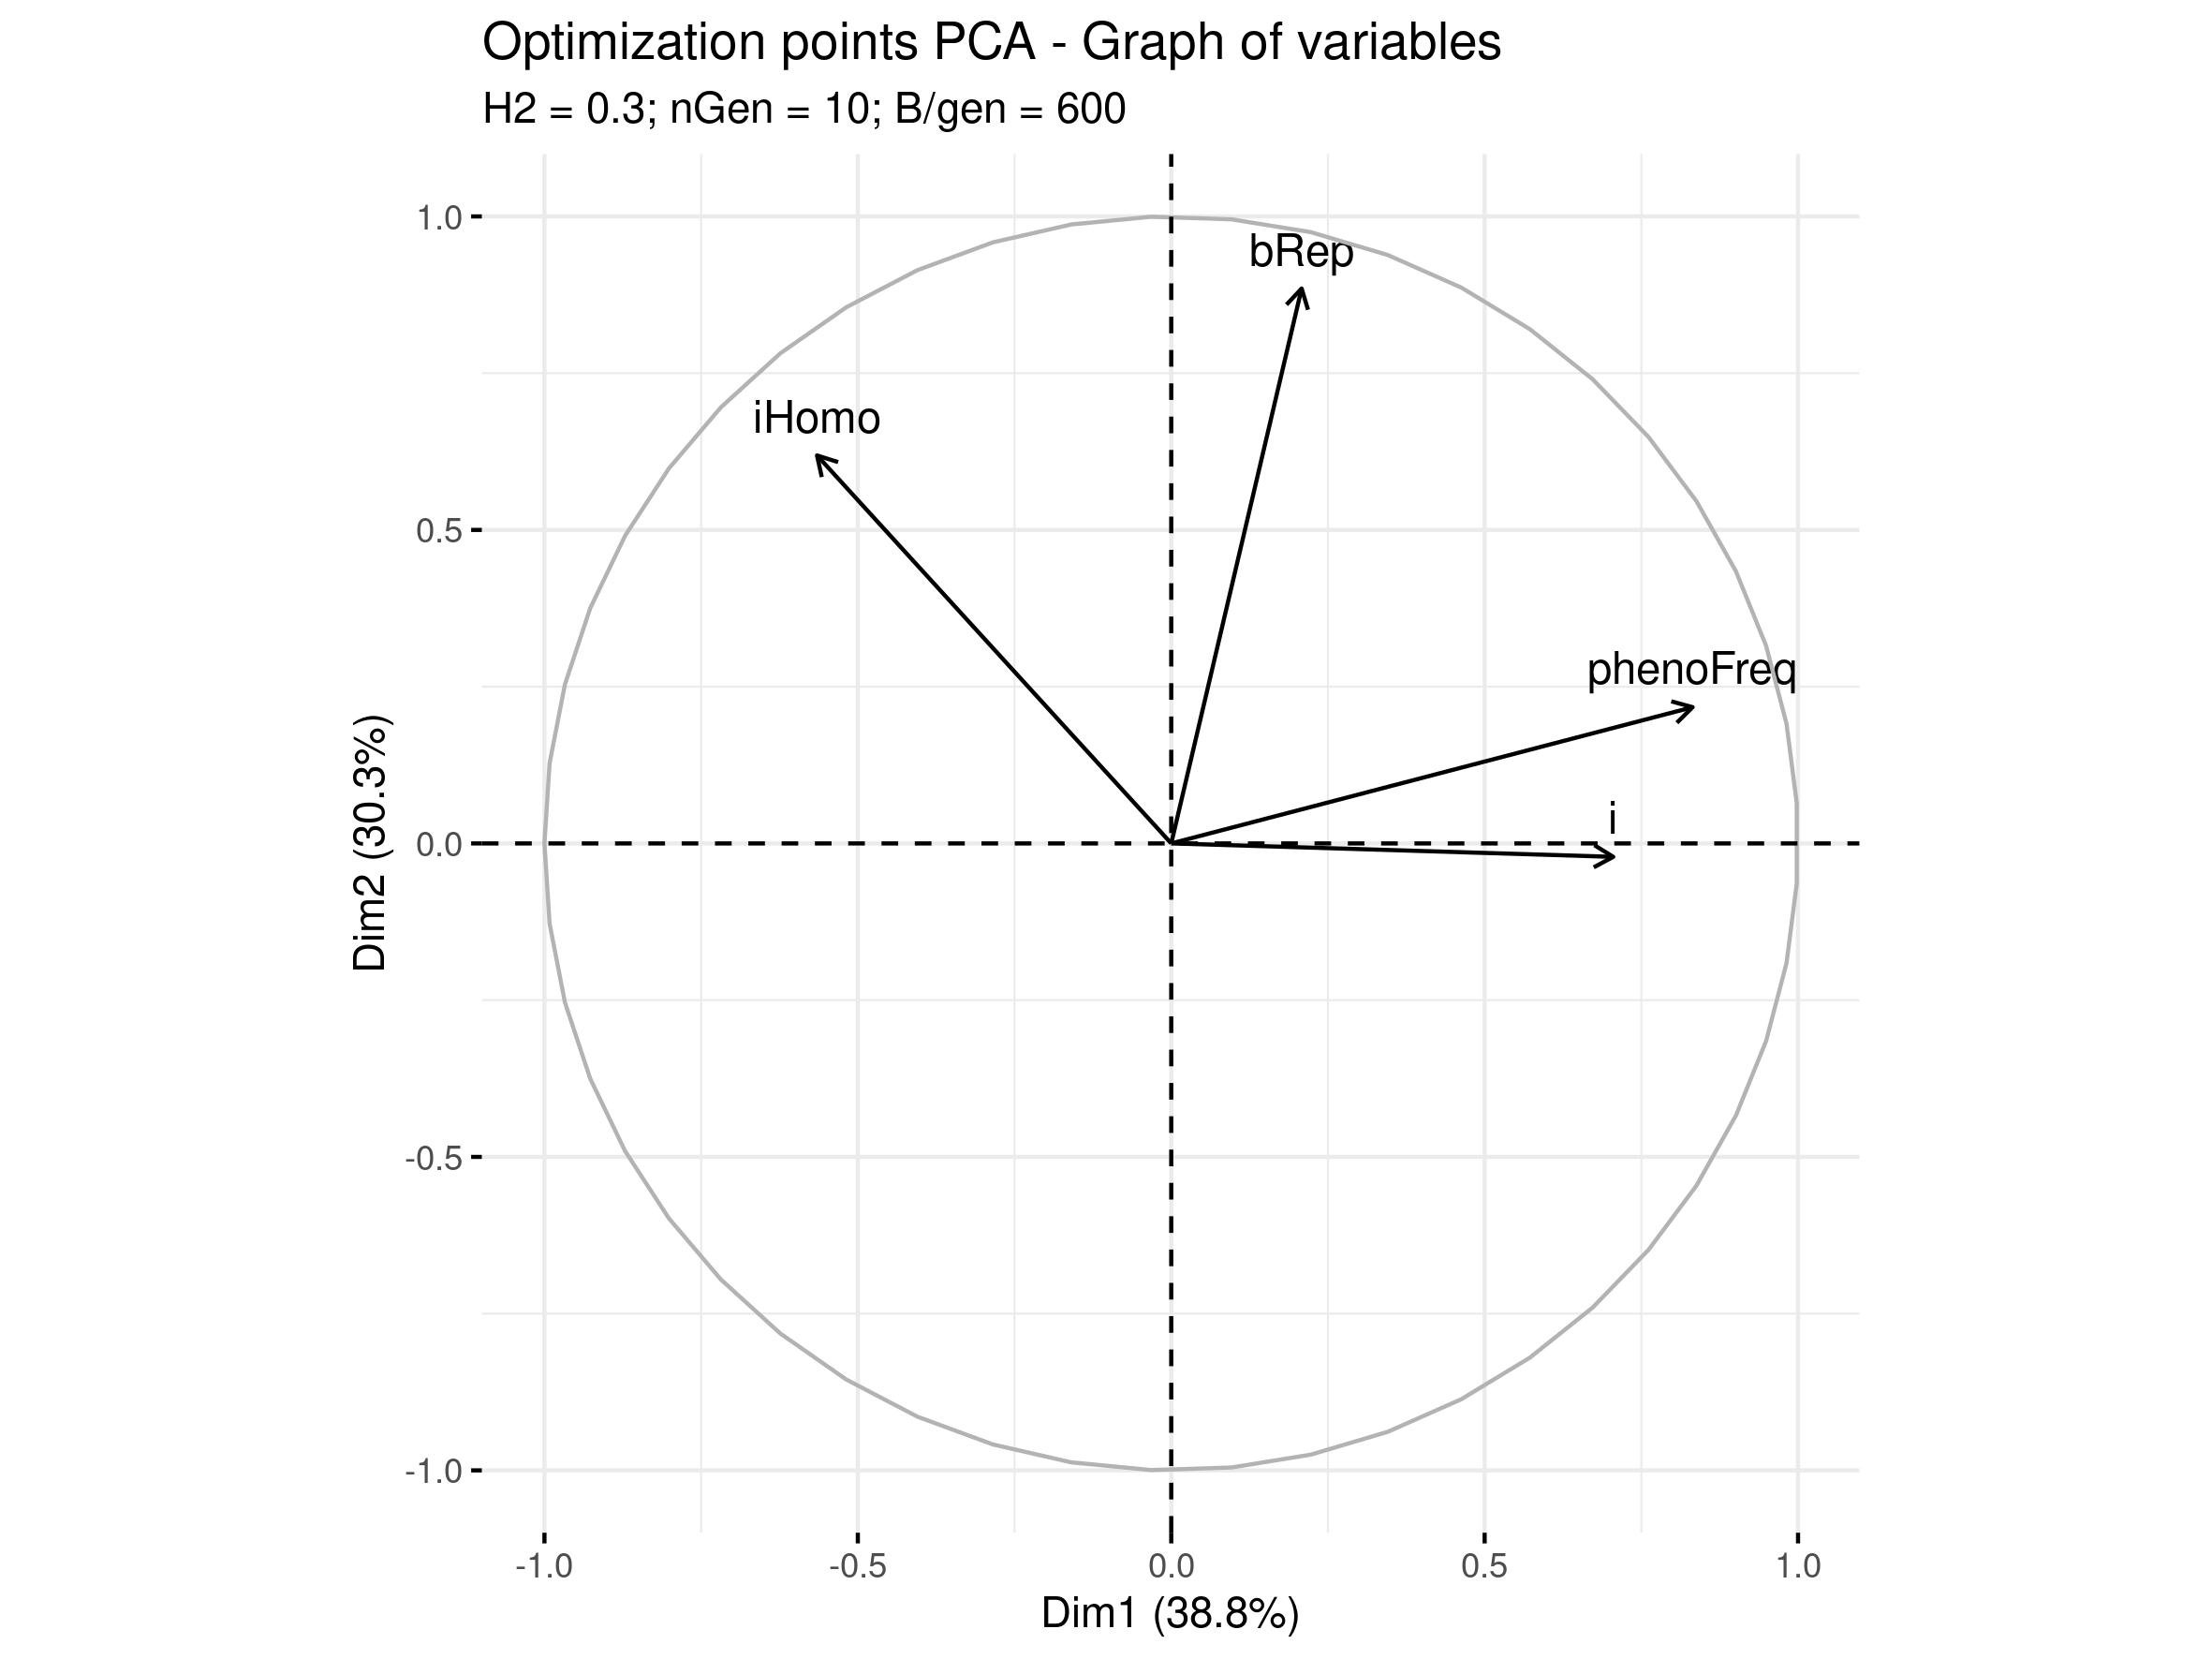 Optimization points PCA - Graph of variables
H2 = 0.3; nGen = 10; B/gen = 600
1.0
0.5
0.0
-0.5
-1.0
Dim2 (30.3%)
bRep
iHomo
phenoFreq
i
-1.0
-0.5
0.0
0.5
1.0
Dim1 (38.8%)